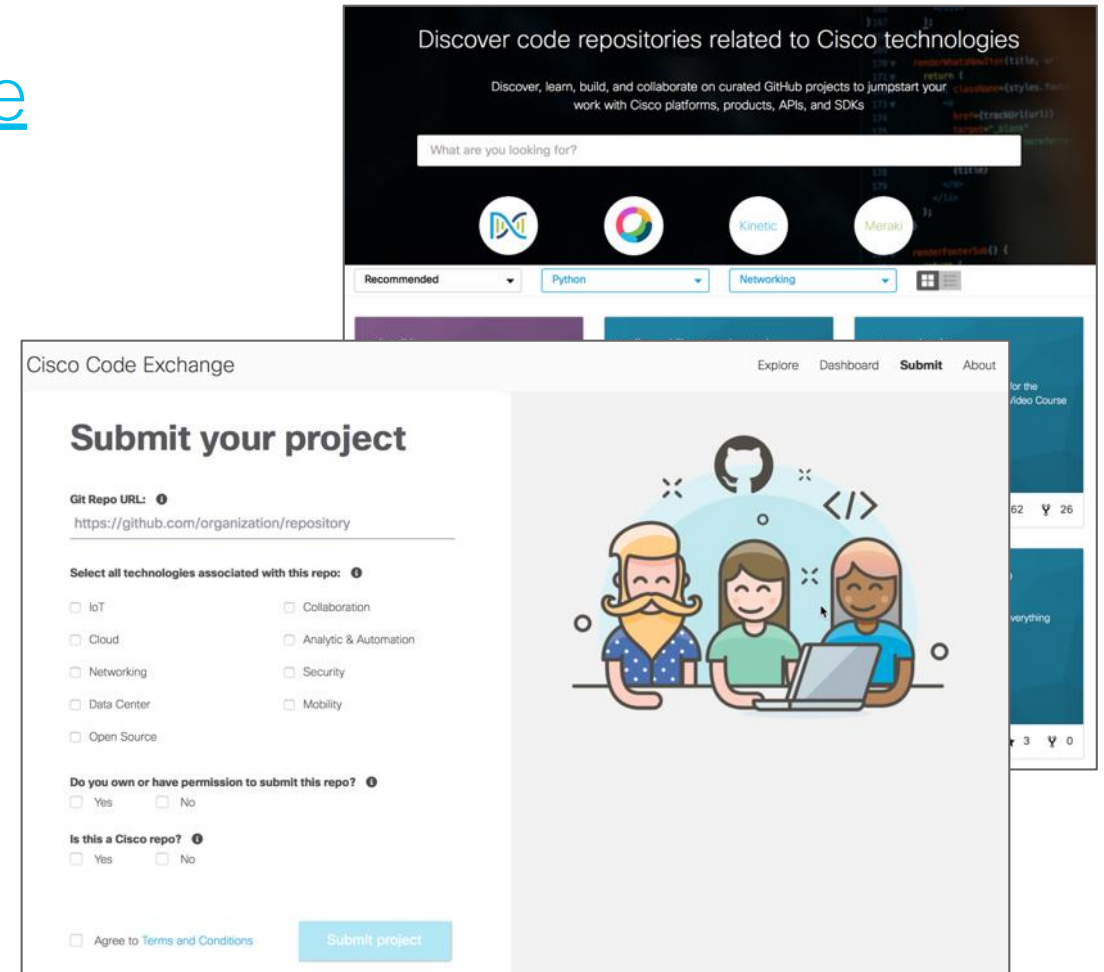 e
Discover code repositories related to Cisco technologies
Discover, learn, build, and collaborate on curated GitHub projects to jumpstart your
work with Cisco platforms, products, APIs, and SDKs
What are you looking for?
Kinetic
Meraki
Recommended
Python
Networking
for the
Video Course
62
26
verything
3
0
Cisco Code Exchange
Explore
Dashboard
Submit
About
Submit your project
Git Repo URL:
https://github.com/organization/repository
Select all technologies associated with this repo:
IoT
Collaboration
Cloud
Analytic & Automation
Networking
Security
Data Center
Mobility
Open Source
</>
Do you own or have permission to submit this repo?
Yes
No
Is this a Cisco repo?
Yes
No
Agree to Terms and Conditions
Submit project